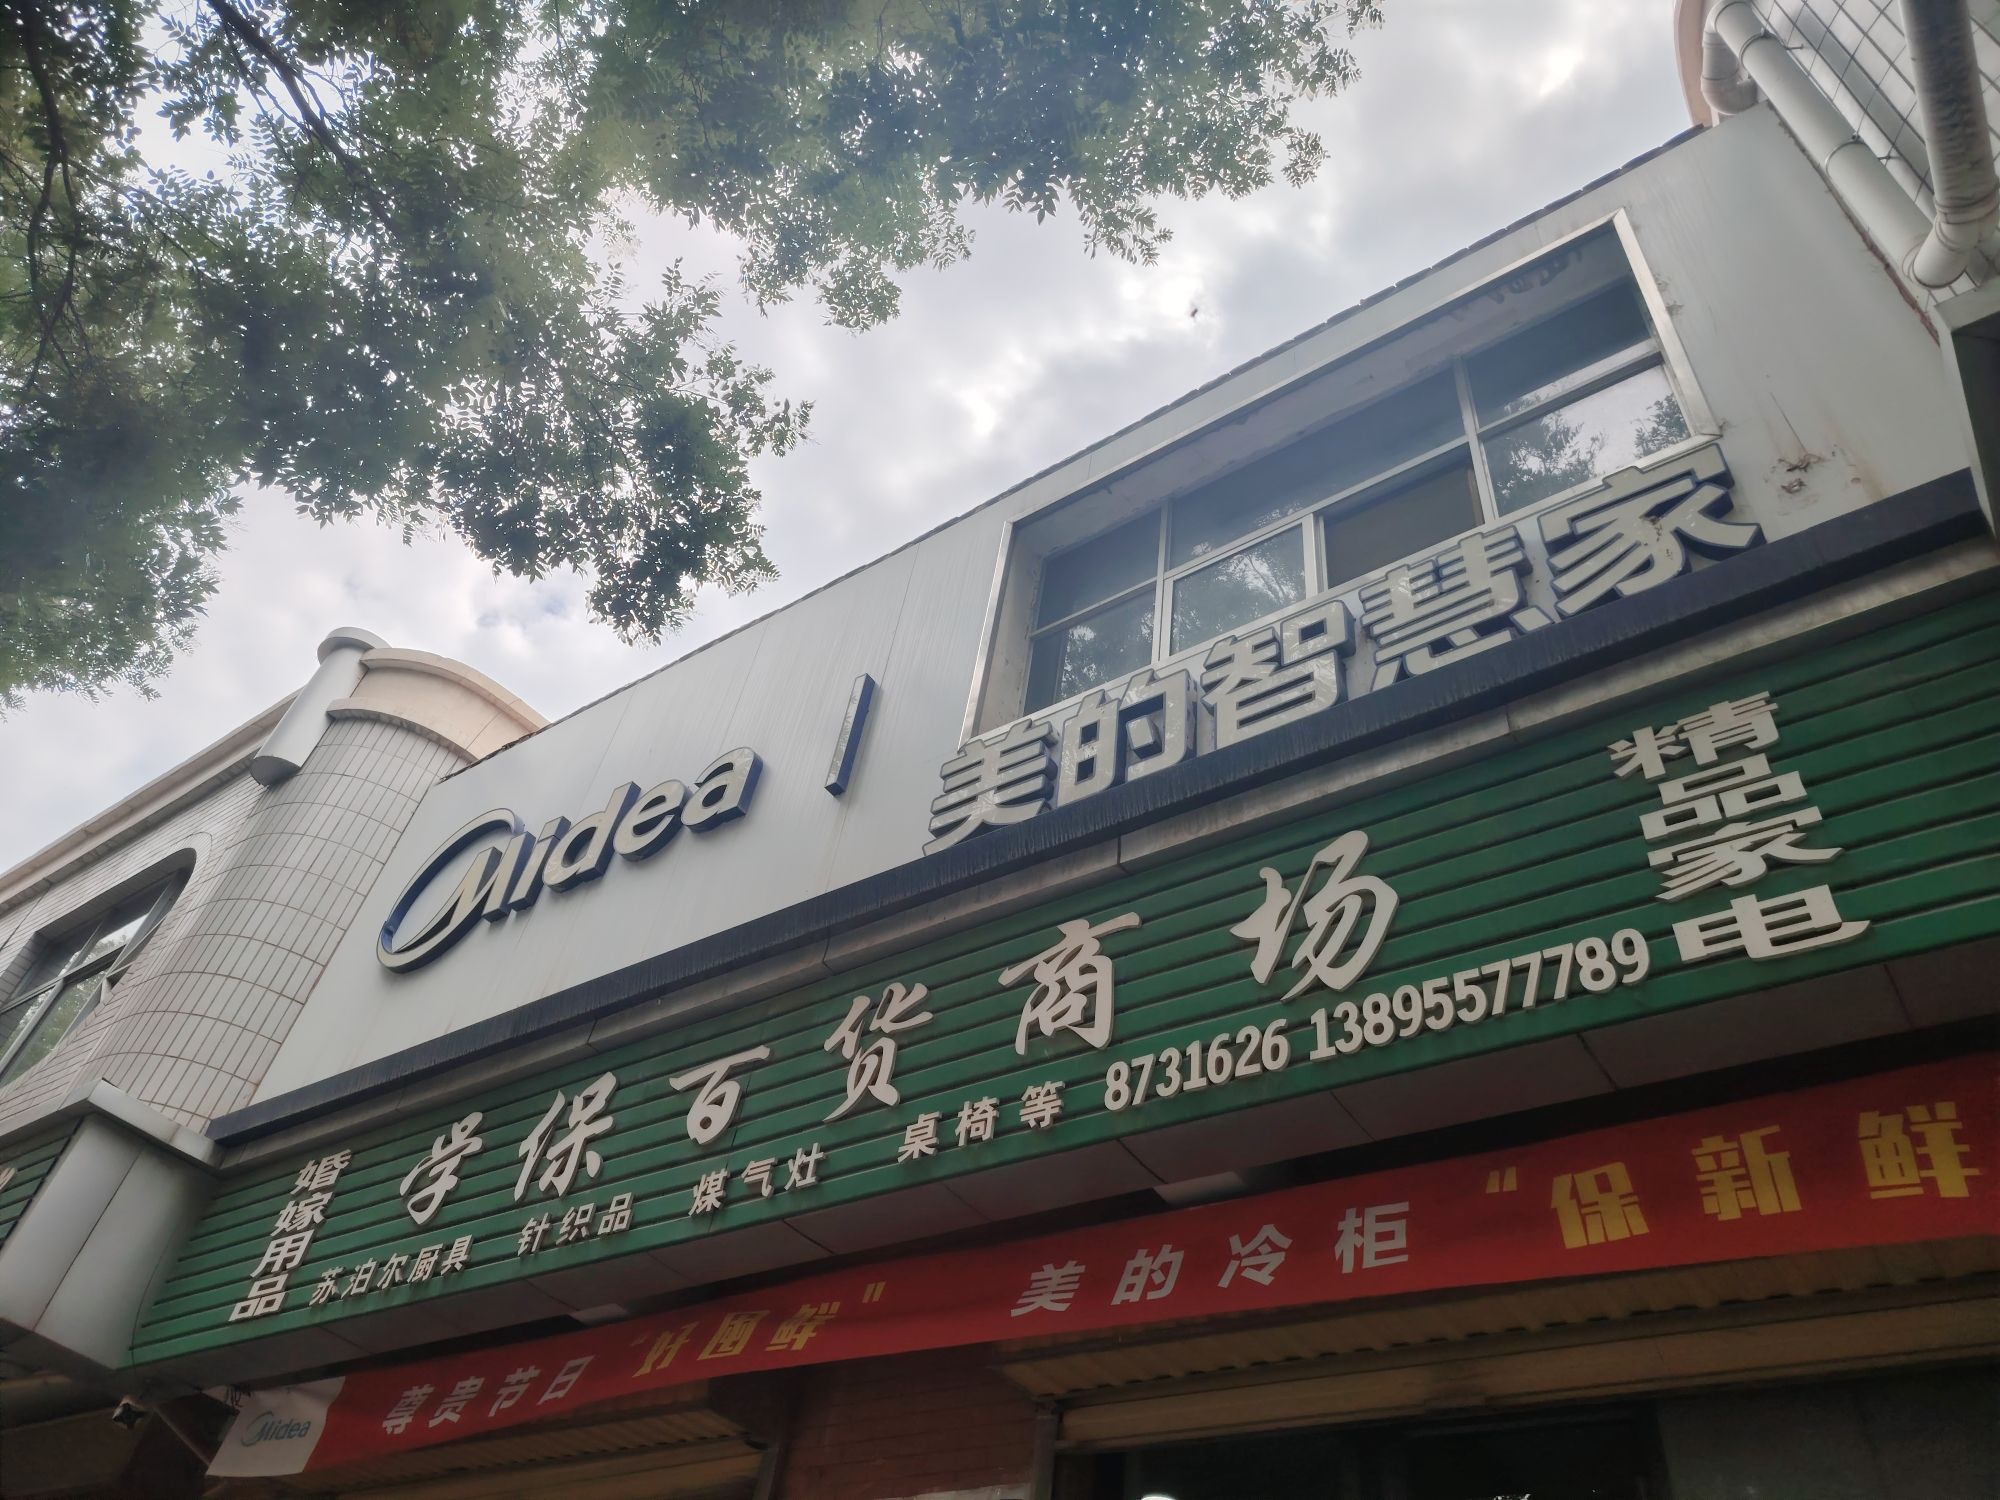 Midea | 美的智慧家
精品家电
学保百货商场
婚嫁用品
苏泊尔厨具 针织品 煤气灶 桌椅等 8731626 13895577789
Midea 尊贵节日 "好囤鲜" 美的冷柜 "保新鲜